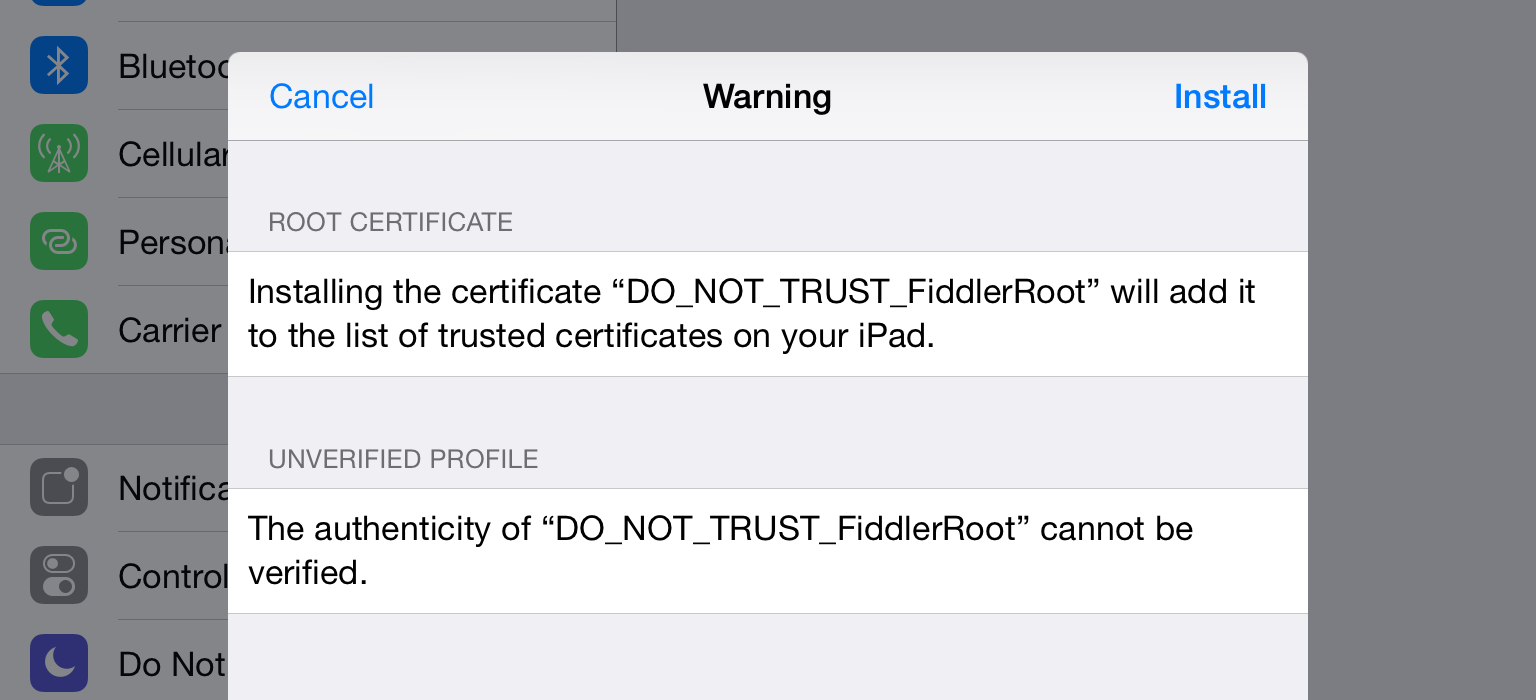 Bluetoo
Cancel
Warning
Install
Cellular
ROOT CERTIFICATE
Persona
Installing the certificate “DO_NOT_TRUST_FiddlerRoot” will add it
to the list of trusted certificates on your iPad.
Carrier
UNVERIFIED PROFILE
Notifica
The authenticity of “DO_NOT_TRUST_FiddlerRoot” cannot be
verified.
Control
Do Not